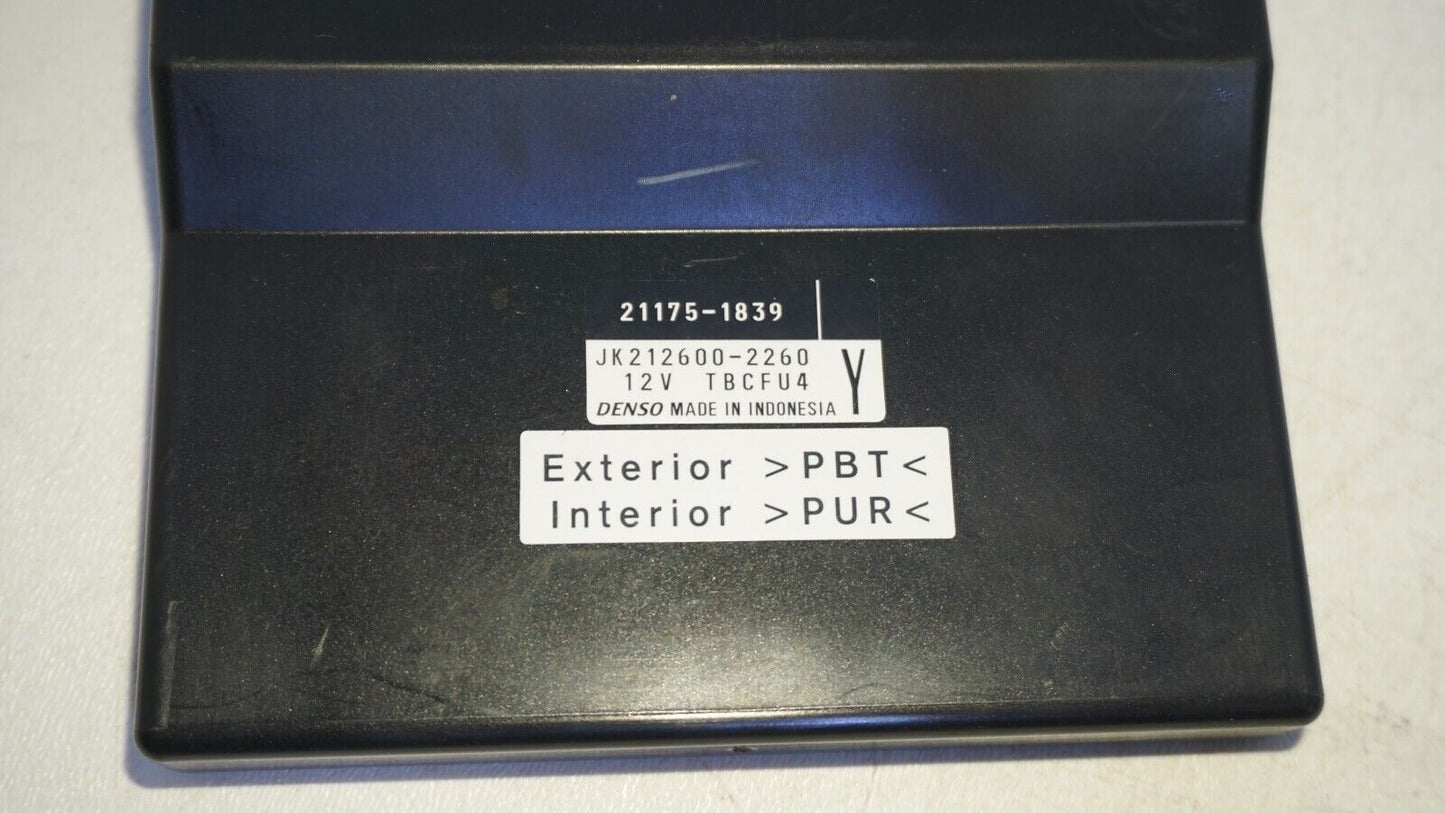 21175-1839
JK212600-2260
12V TBCFU4
Y
DENSO MADE IN INDONESIA
Exterior >PBT<
Interior >PUR<